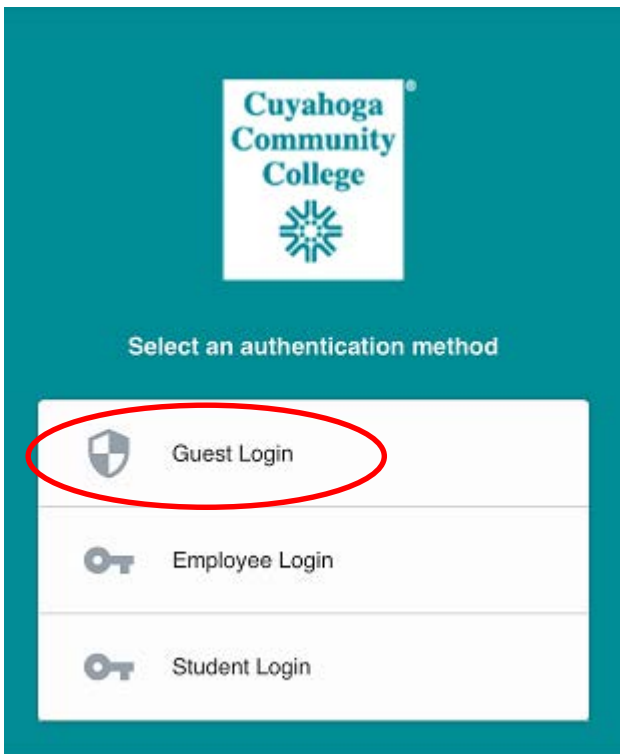 Cuyahoga
Community
College
®
Select an authentication method
Guest Login
Employee Login
Student Login